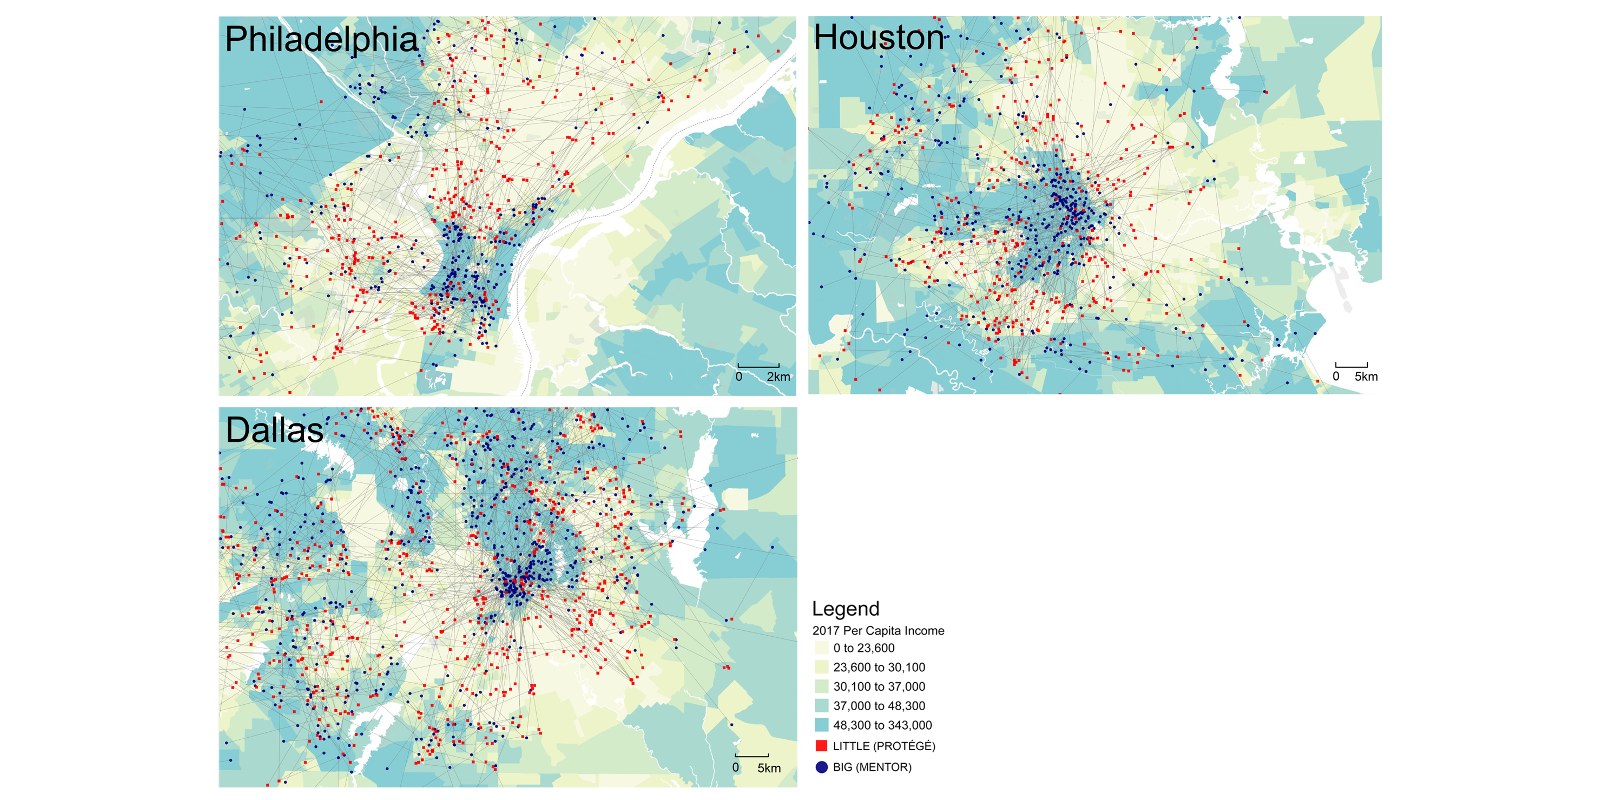 Philadelphia
0 2km
Houston
0 5km
Dallas
0 5km
Legend
2017 Per Capita Income
0 to 23,600
23,600 to 30,100
30,100 to 37,000
37,000 to 48,300
48,300 to 343,000
LITTLE (PROTÉGÉ)
BIG (MENTOR)